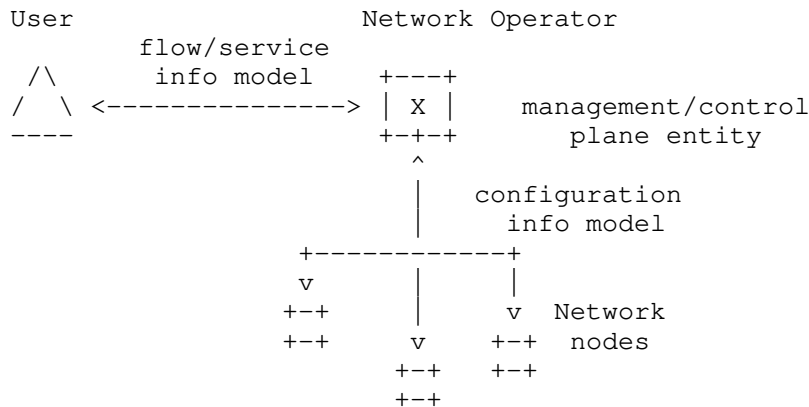 User                    Network Operator
         flow/service
  /\      info model    +---+
 /  \ <---------------> | X |    management/control
 ----                   +-+-+       plane entity
                          ^
                          |   configuration
                          |     info model
                   +------------+
                   v      |     |
                  +-+     |     v  Network
                  +-+     v    +-+  nodes
                         +-+   +-+
                         +-+